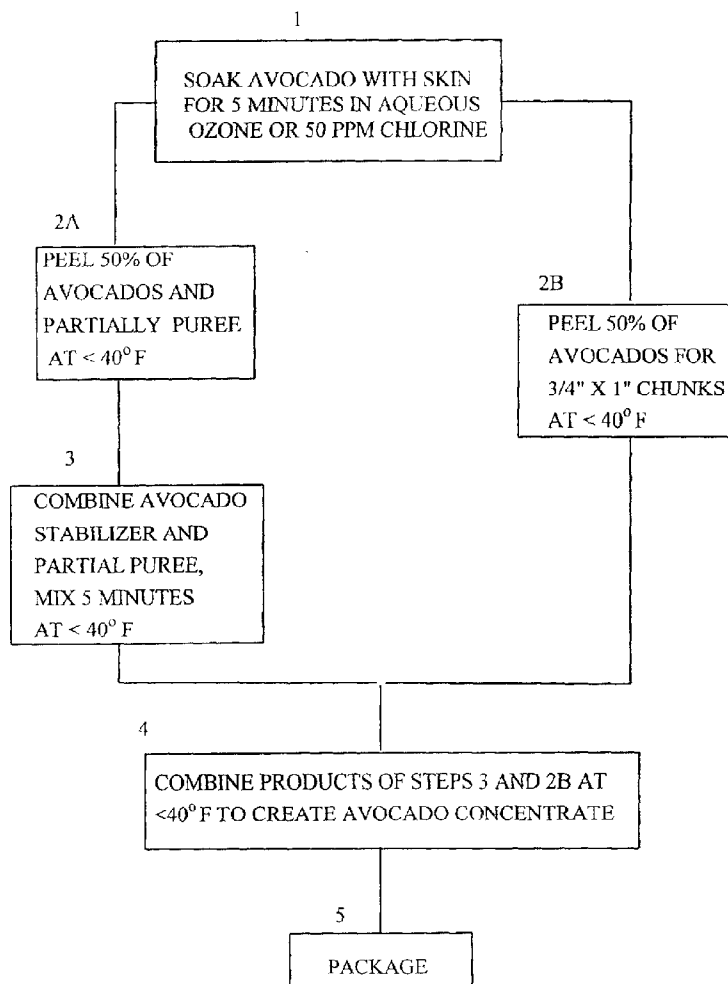 1
SOAK AVOCADO WITH SKIN
FOR 5 MINUTES IN AQUEOUS
OZONE OR 50 PPM CHLORINE
2A
PEEL 50% OF
AVOCADOS AND
PARTIALLY PUREE
AT < 40° F
2B
PEEL 50% OF
AVOCADOS FOR
3/4" X 1" CHUNKS
AT < 40° F
3
COMBINE AVOCADO
STABILIZER AND
PARTIAL PUREE,
MIX 5 MINUTES
AT < 40° F
4
COMBINE PRODUCTS OF STEPS 3 AND 2B AT
<40° F TO CREATE AVOCADO CONCENTRATE
5
PACKAGE